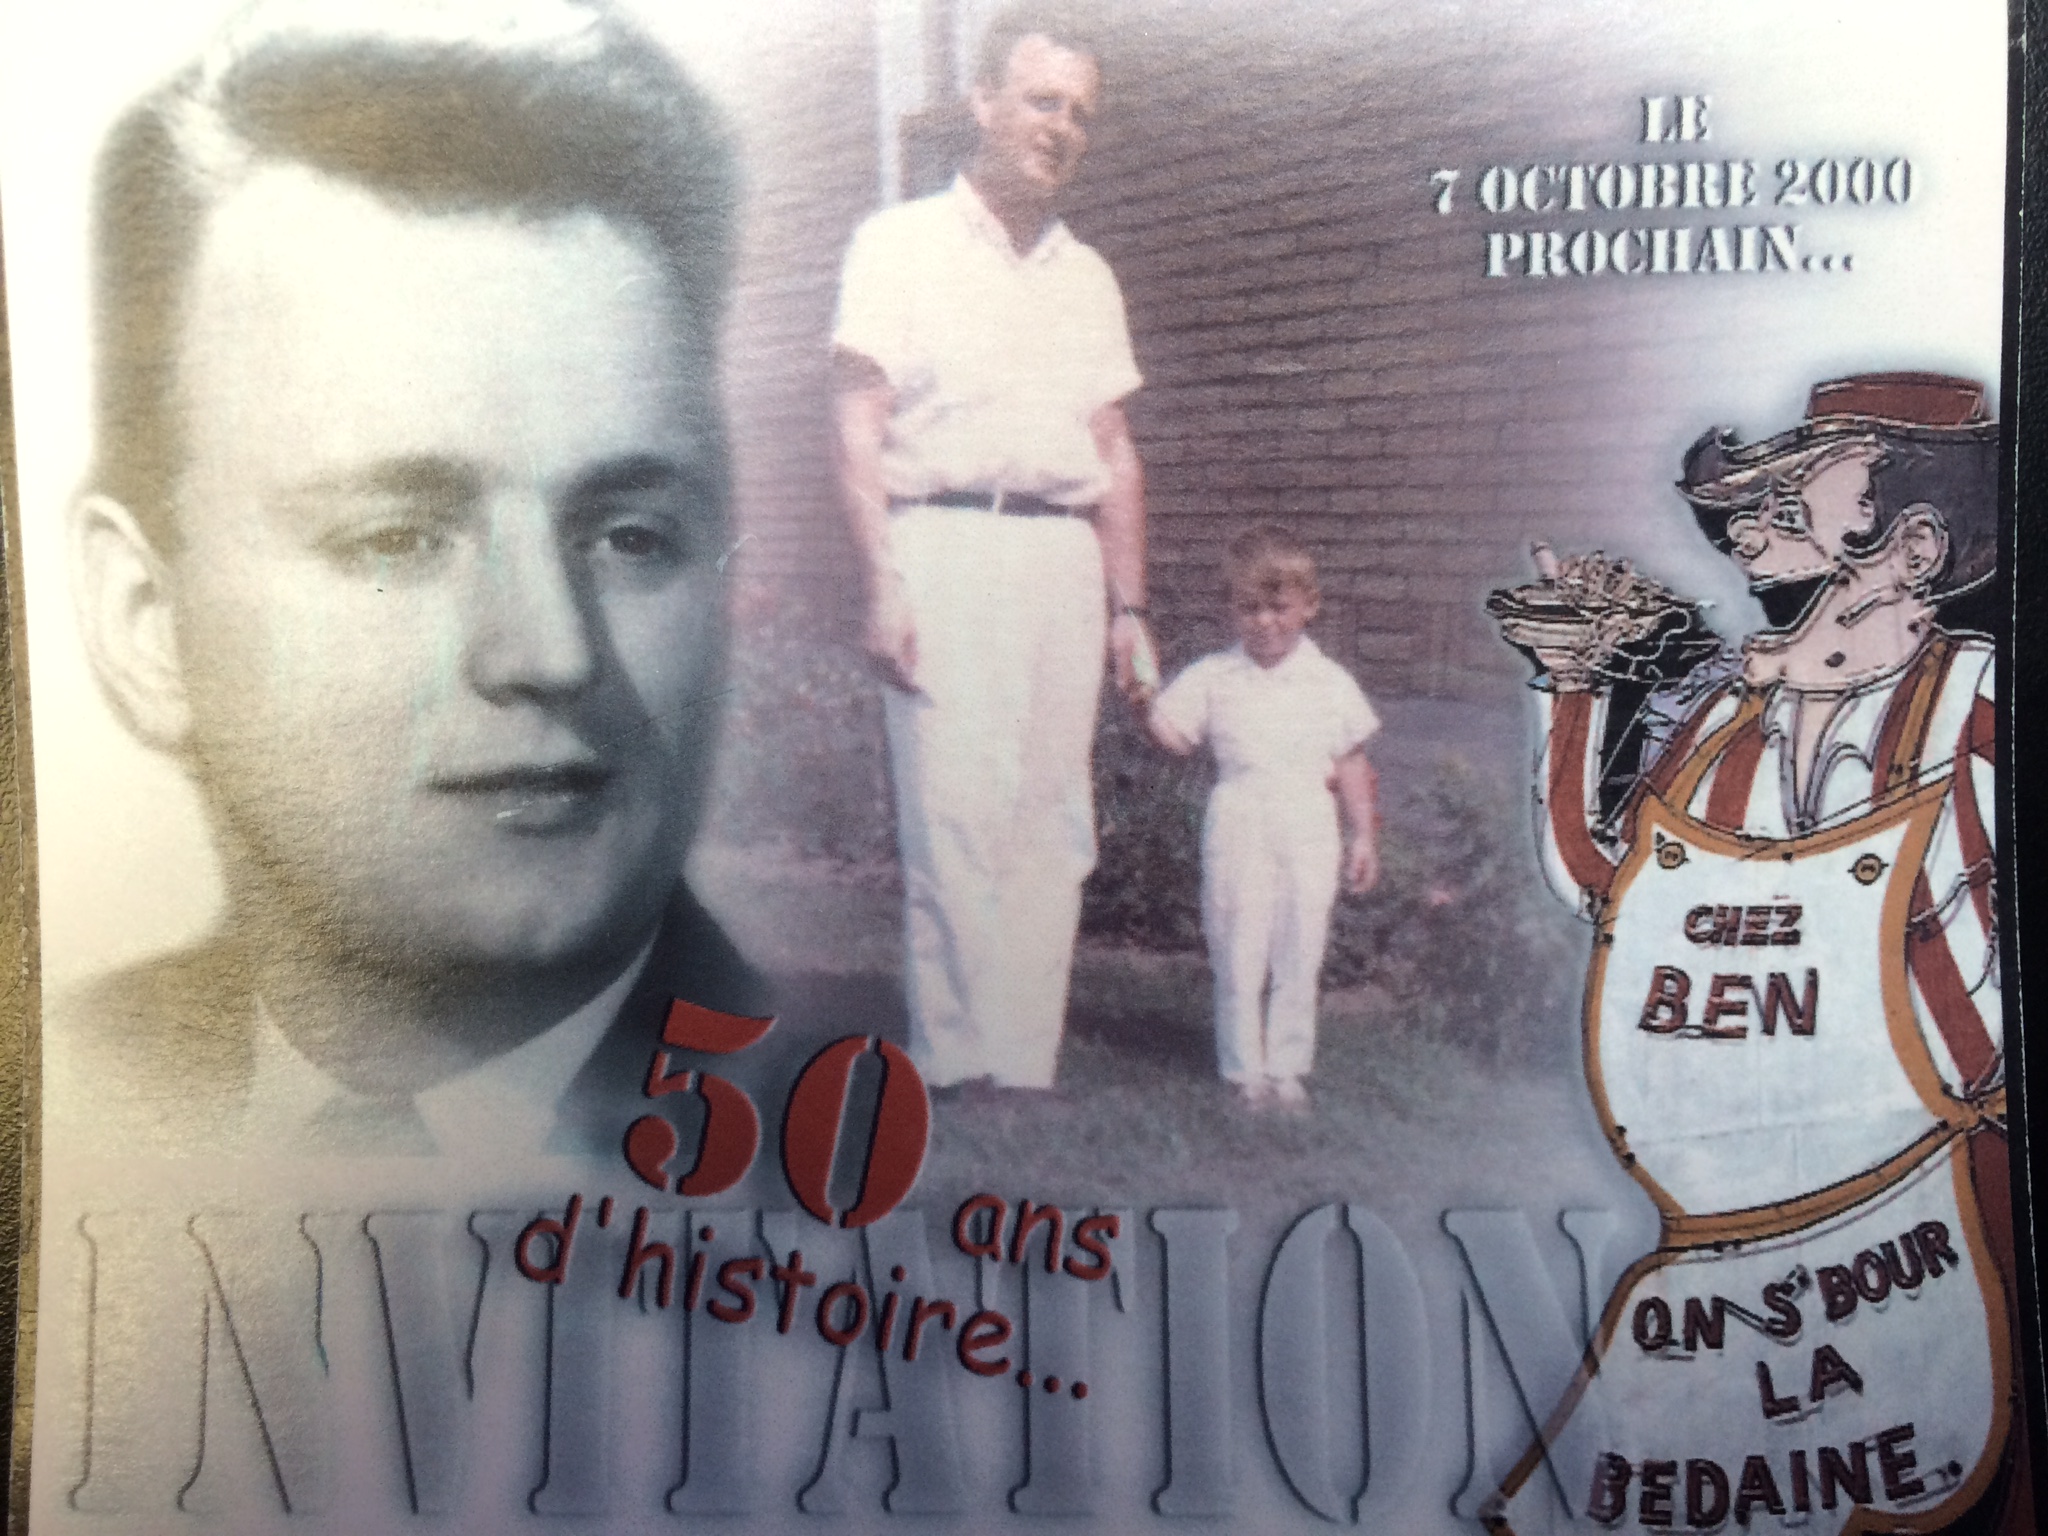 LE
7 OCTOBRE 2000
PROCHAIN...
CHEZ
BEN
50 ans
d'histoire...
INVITATION
ON S'BOUR
LA
BEDAINE.